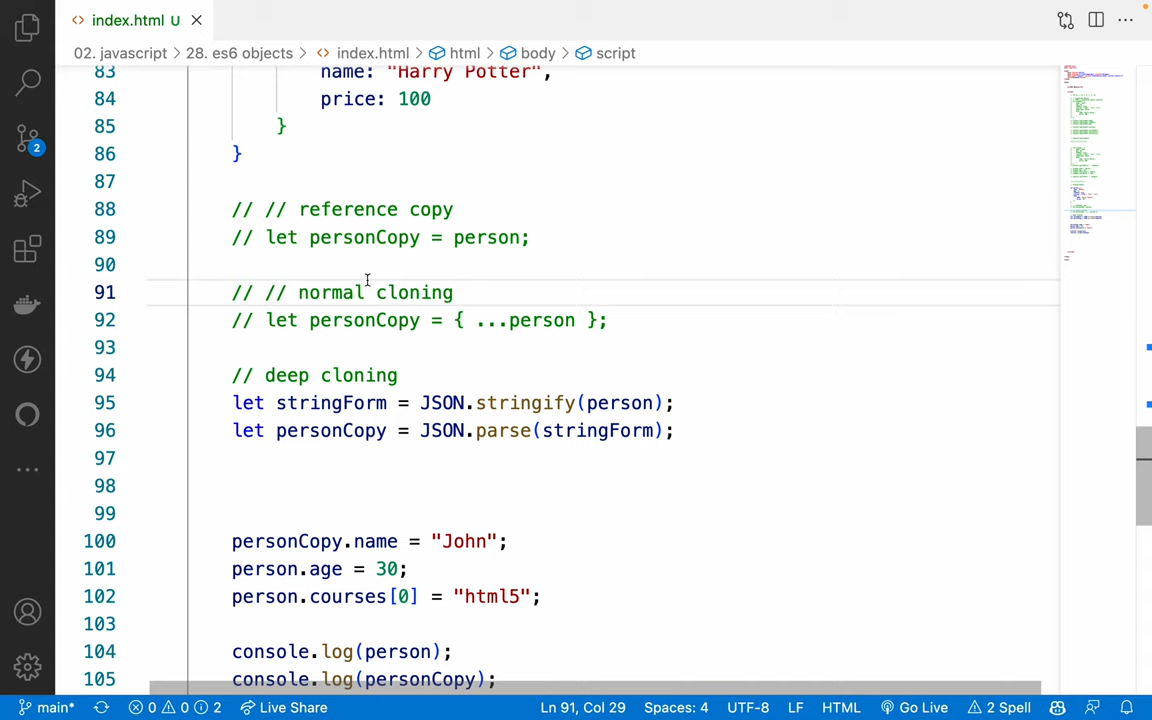 index.html U
02. javascript > 28. es6 objects > index.html > html > body > script
83 name: "Harry Potter",
84 price: 100
85 }
86 }
87
88 // // reference copy
89 // let personCopy = person;
90
91 // // normal cloning
92 // let personCopy = { ...person };
93
94 // deep cloning
95 let stringForm = JSON.stringify(person);
96 let personCopy = JSON.parse(stringForm);
97
98
99
100 personCopy.name = "John";
101 person.age = 30;
102 person.courses[0] = "html5";
103
104 console.log(person);
105 console.log(personCopy);
2
main* 0 0 2 Live Share Ln 91, Col 29 Spaces: 4 UTF-8 LF HTML Go Live 2 Spell